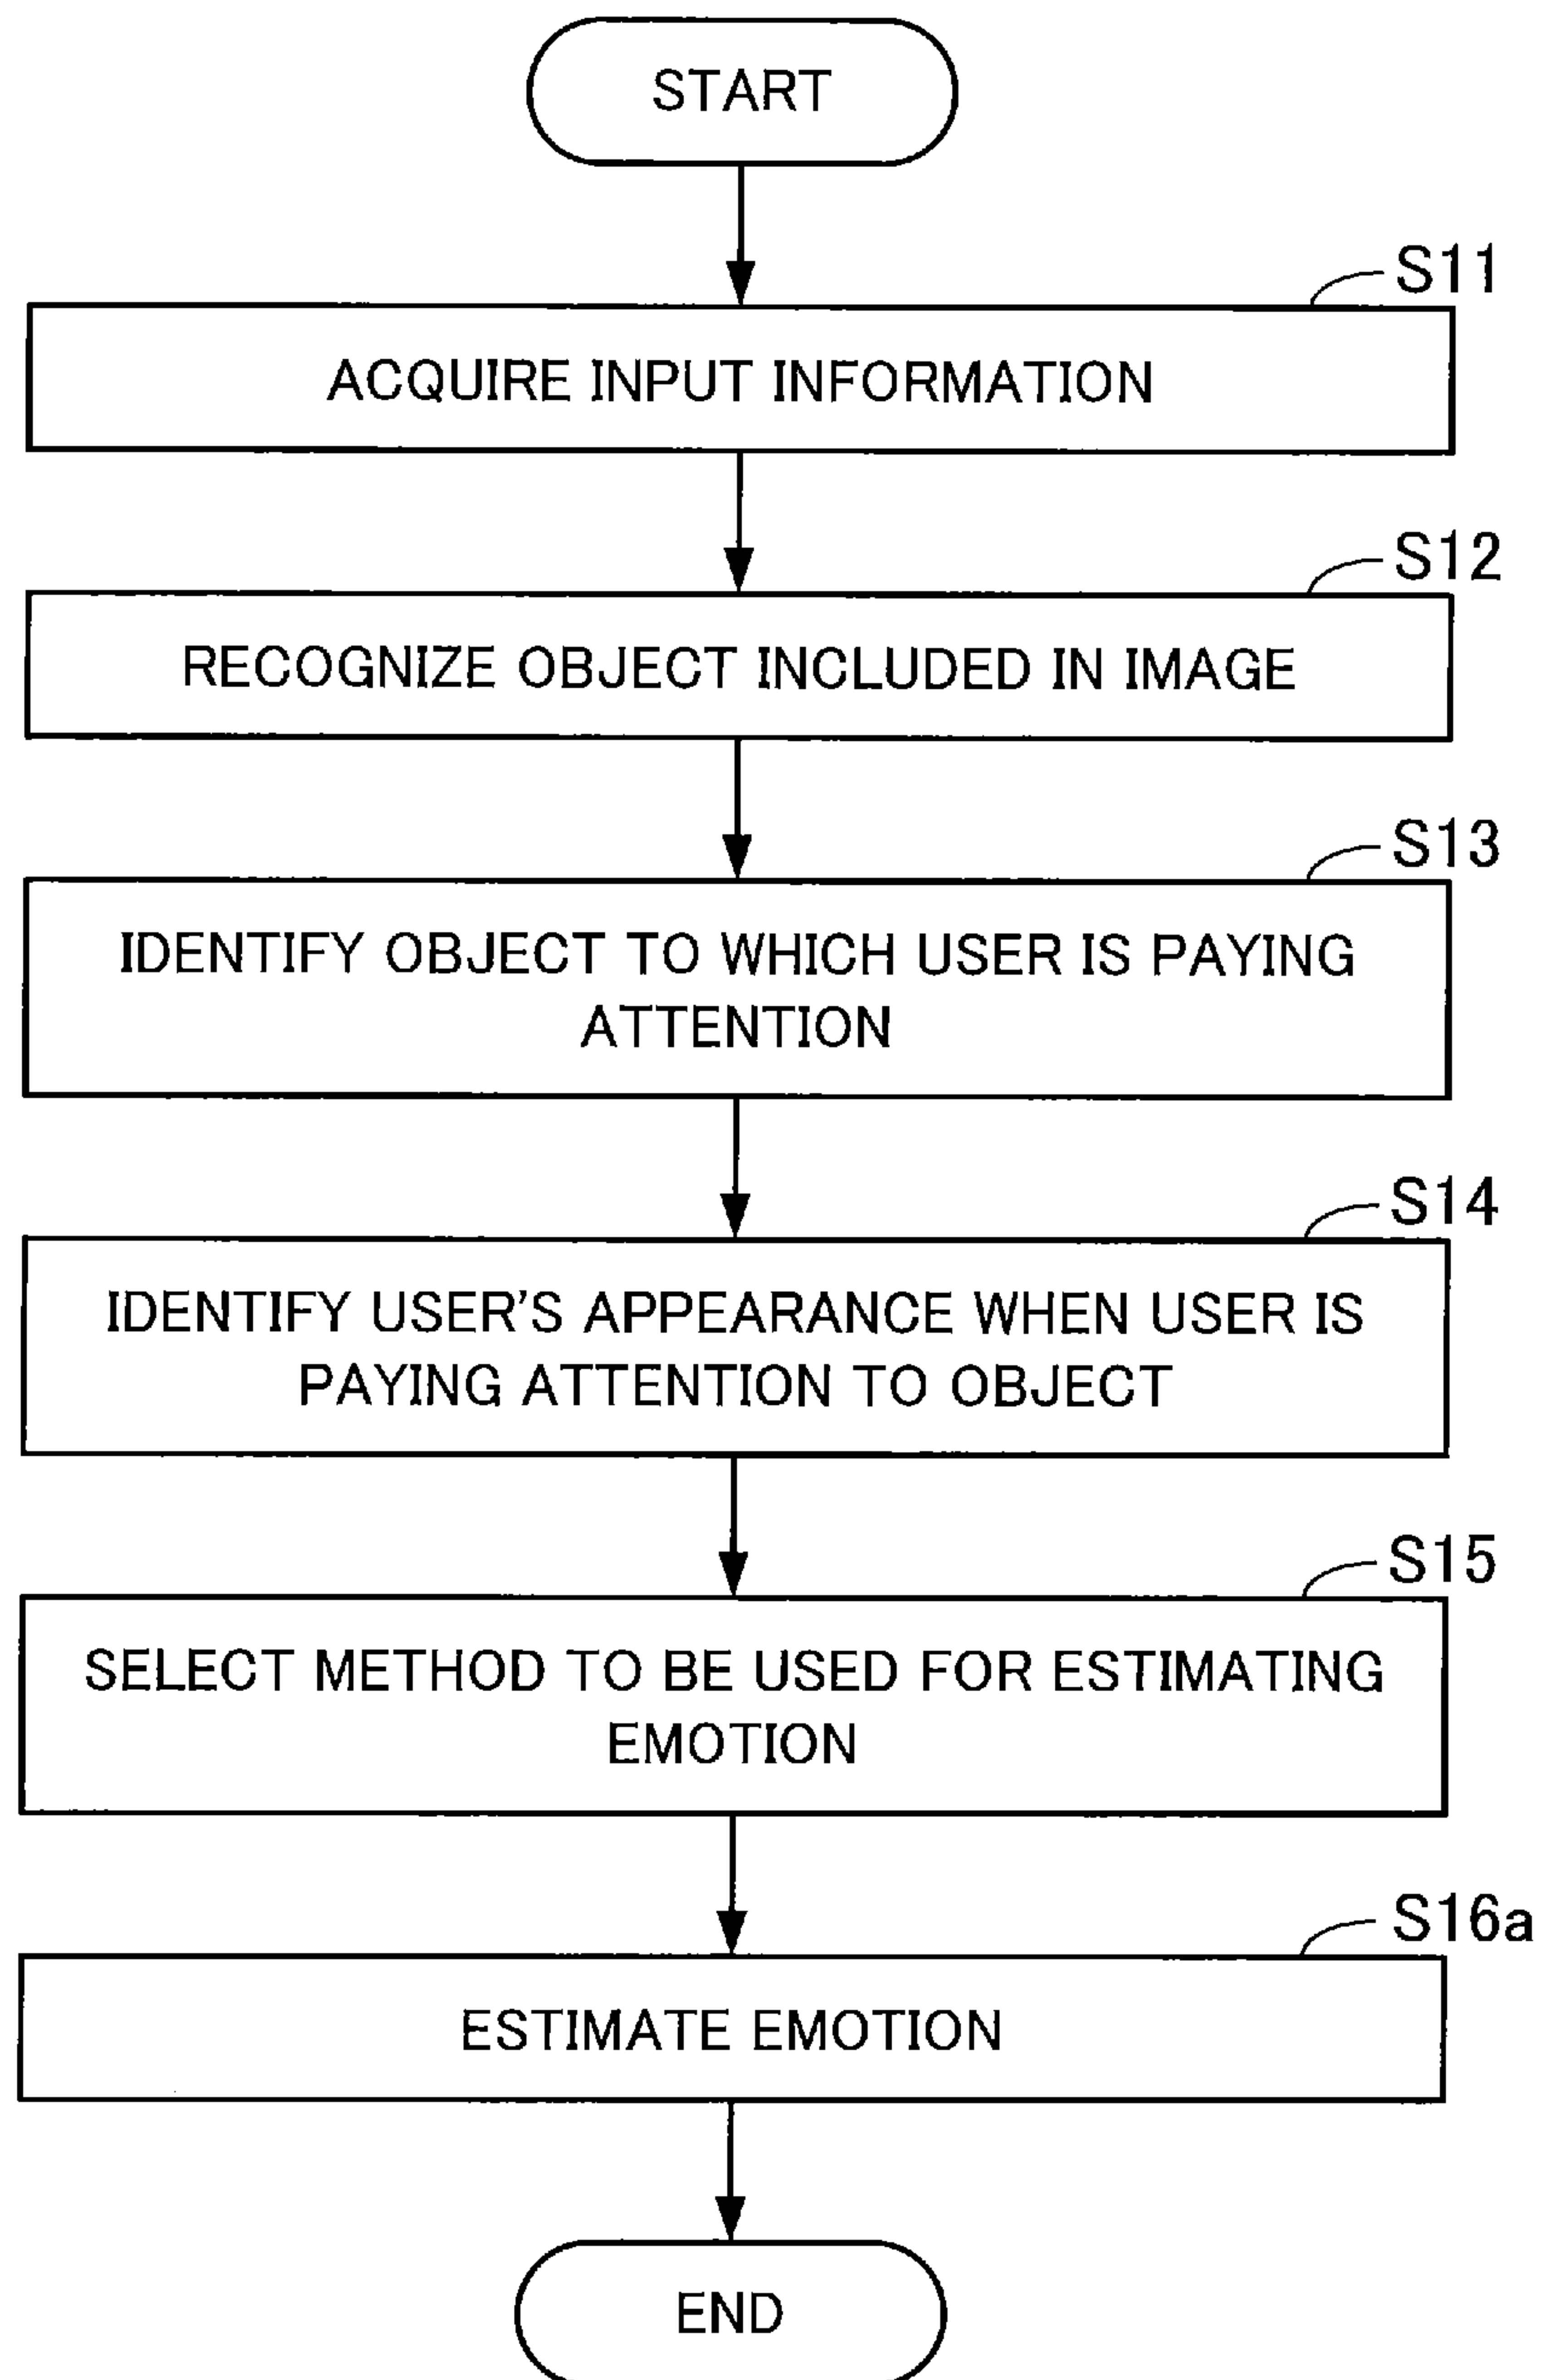 START
S11
ACQUIRE INPUT INFORMATION
S12
RECOGNIZE OBJECT INCLUDED IN IMAGE
S13
IDENTIFY OBJECT TO WHICH USER IS PAYING
ATTENTION
S14
IDENTIFY USER'S APPEARANCE WHEN USER IS
PAYING ATTENTION TO OBJECT
S15
SELECT METHOD TO BE USED FOR ESTIMATING
EMOTION
S16a
ESTIMATE EMOTION
END